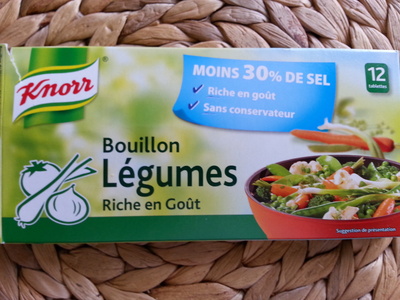 Knorr
MOINS 30% DE SEL
Riche en goût
Sans conservateur
12
tablettes
Bouillon
Légumes
Riche en Goût
Suggestion de présentation